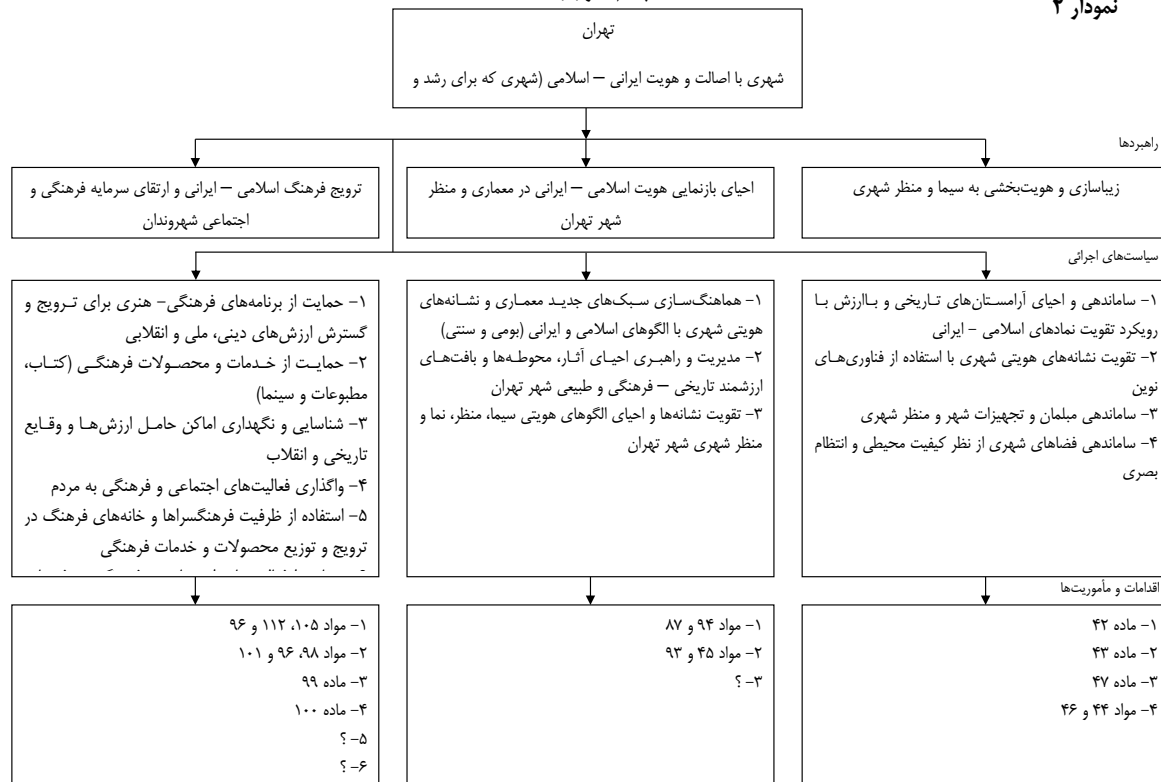 نمودار ۲
تهران
شهری با اصالت و هویت ایرانی – اسلامی (شهری که برای رشد و
راهبردها
زیباسازی و هویت‌بخشی به سیما و منظر شهری
احیای بازنمایی هویت اسلامی – ایرانی در معماری و منظر
شهر تهران
ترویج فرهنگ اسلامی – ایرانی و ارتقای سرمایه فرهنگی و
اجتماعی شهروندان
سیاست‌های اجرائی
۱- ساماندهی و احیای آرامستان‌های تاریخی و باارزش با
رویکرد تقویت نمادهای اسلامی - ایرانی
۲- تقویت نشانه‌های هویتی شهری با استفاده از فناوری‌های
نوین
۳- ساماندهی مبلمان و تجهیزات شهر و منظر شهری
۴- ساماندهی فضاهای شهری از نظر کیفیت محیطی و انتظام
بصری
۱- هماهنگ‌سازی سبک‌های جدید معماری و نشانه‌های
هویتی شهری با الگوهای اسلامی و ایرانی (بومی و سنتی)
۲- مدیریت و راهبری احیای آثار، محوطه‌ها و بافت‌های
ارزشمند تاریخی – فرهنگی و طبیعی شهر تهران
۳- تقویت نشانه‌ها و احیای الگوهای هویتی سیما، منظر، نما و
منظر شهری شهر تهران
۱- حمایت از برنامه‌های فرهنگی- هنری برای ترویج و
گسترش ارزش‌های دینی، ملی و انقلابی
۲- حمایت از خدمات و محصولات فرهنگی (کتاب،
مطبوعات و سینما)
۳- شناسایی و نگهداری اماکن حامل ارزش‌ها و وقایع
تاریخی و انقلاب
۴- واگذاری فعالیت‌های اجتماعی و فرهنگی به مردم
۵- استفاده از ظرفیت فرهنگسراها و خانه‌های فرهنگ در
ترویج و توزیع محصولات و خدمات فرهنگی
اقدامات و مأموریت‌ها
۱- ماده ۴۲
۲- ماده ۴۳
۳- ماده ۴۷
۴- مواد ۴۴ و ۴۶
۱- مواد ۹۴ و ۸۷
۲- مواد ۴۵ و ۹۳
۳- ؟
۱- مواد ۱۰۵، ۱۱۲ و ۹۶
۲- مواد ۹۸، ۹۶ و ۱۰۱
۳- ماده ۹۹
۴- ماده ۱۰۰
۵- ؟
۶- ؟